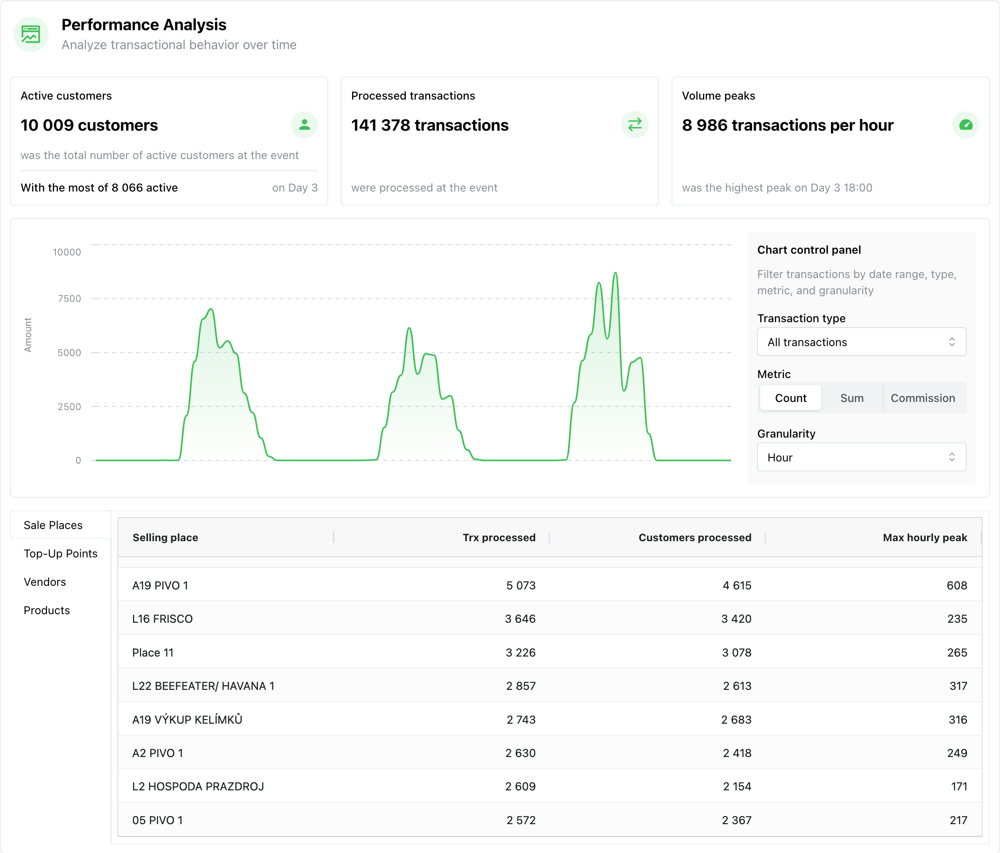 Performance Analysis
Analyze transactional behavior over time
Active customers
10 009 customers
was the total number of active customers at the event
With the most of 8 066 active on Day 3
Processed transactions
141 378 transactions
were processed at the event
Volume peaks
8 986 transactions per hour
was the highest peak on Day 3 18:00
Amount
10000
7500
5000
2500
0
Chart control panel
Filter transactions by date range, type,
metric, and granularity
Transaction type
All transactions
Metric
Count Sum Commission
Granularity
Hour
Sale Places
Top-Up Points
Vendors
Products
Selling place Trx processed Customers processed Max hourly peak
A19 PIVO 1 5 073 4 615 608
L16 FRISCO 3 646 3 420 235
Place 11 3 226 3 078 265
L22 BEEFEATER/ HAVANA 1 2 857 2 613 317
A19 VÝKUP KELÍMKŮ 2 743 2 683 316
A2 PIVO 1 2 630 2 418 249
L2 HOSPODA PRAZDROJ 2 609 2 154 171
05 PIVO 1 2 572 2 367 217